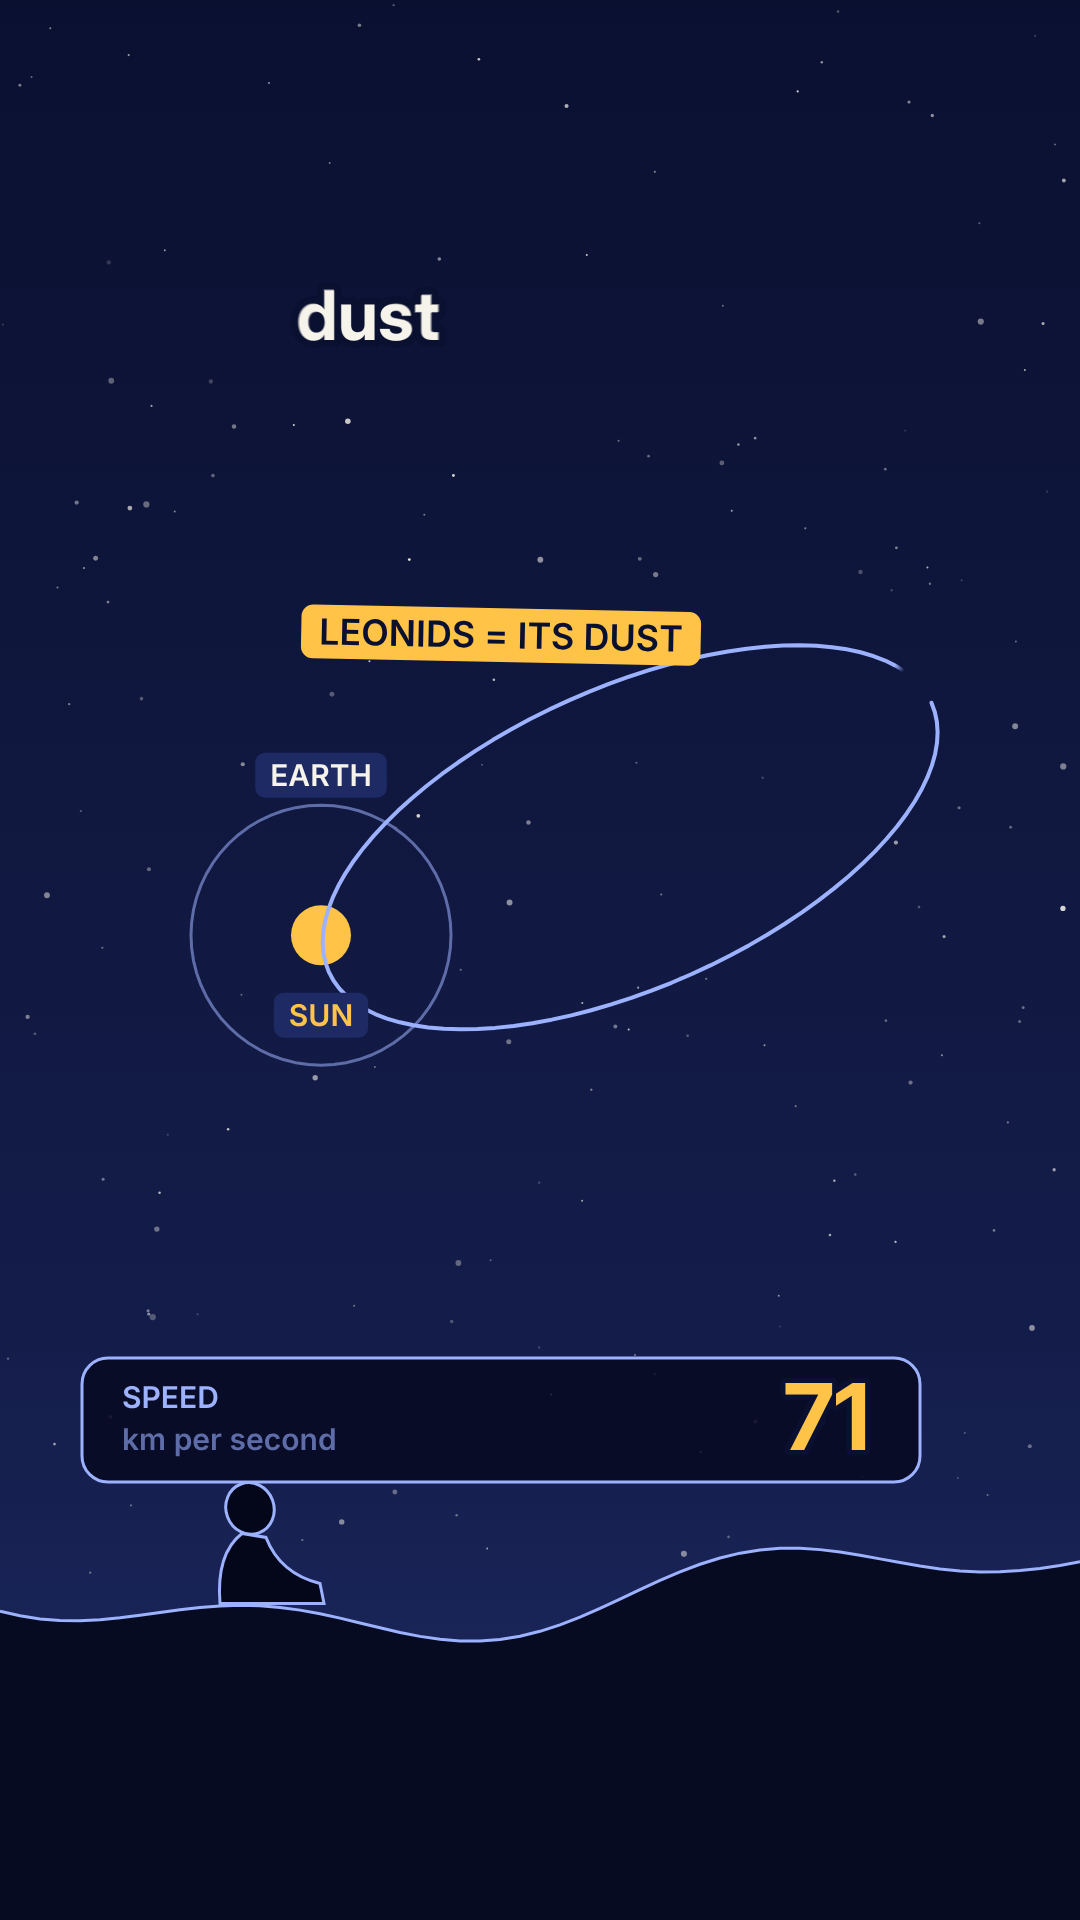 dust
LEONIDS = ITS DUST
EARTH
SUN
SPEED
km per second
71